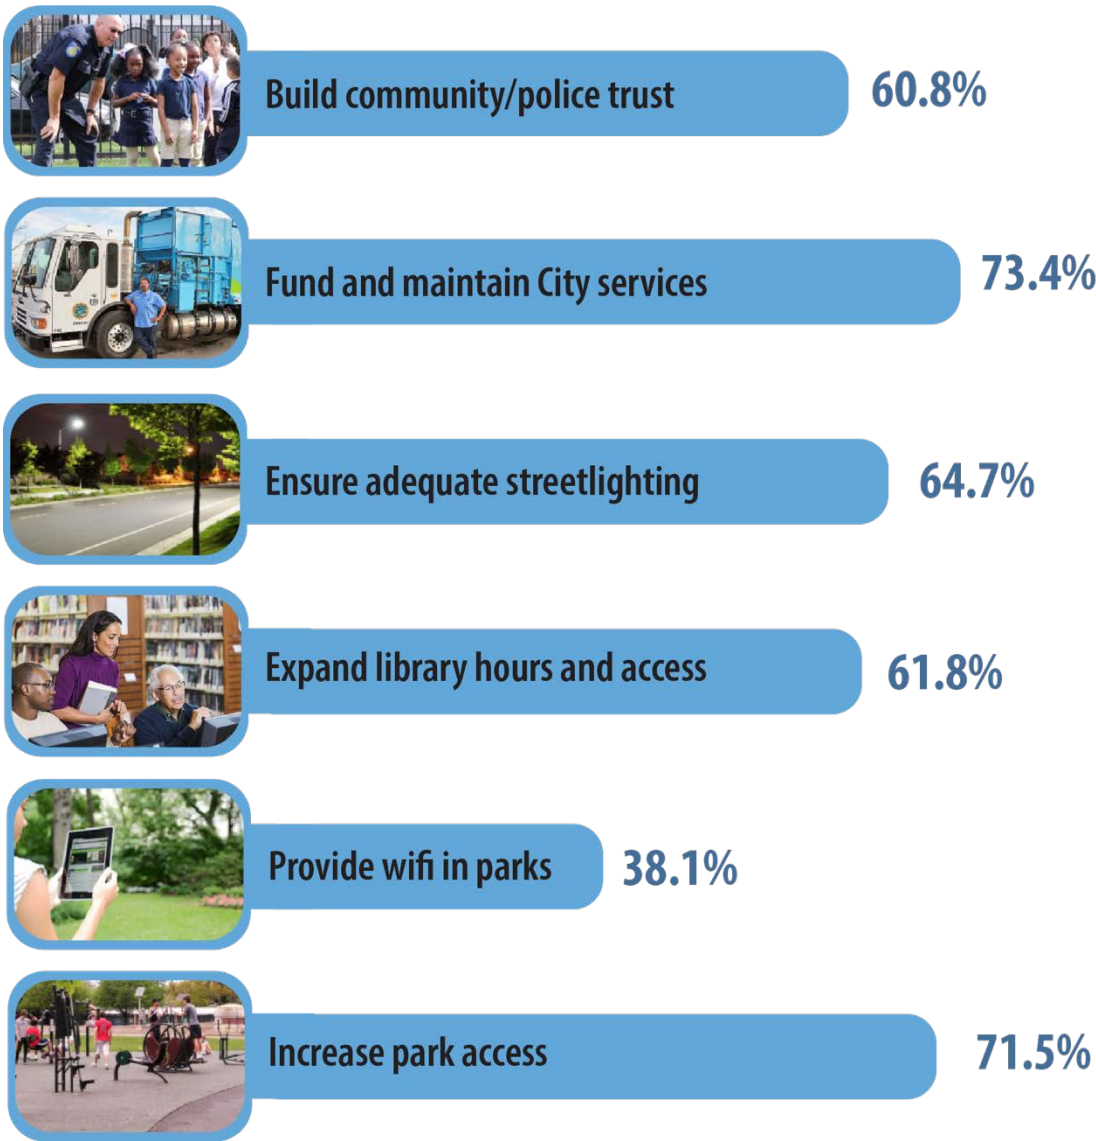 Build community/police trust
60.8%
Fund and maintain City services
73.4%
Ensure adequate streetlighting
64.7%
Expand library hours and access
61.8%
Provide wifi in parks
38.1%
Increase park access
71.5%